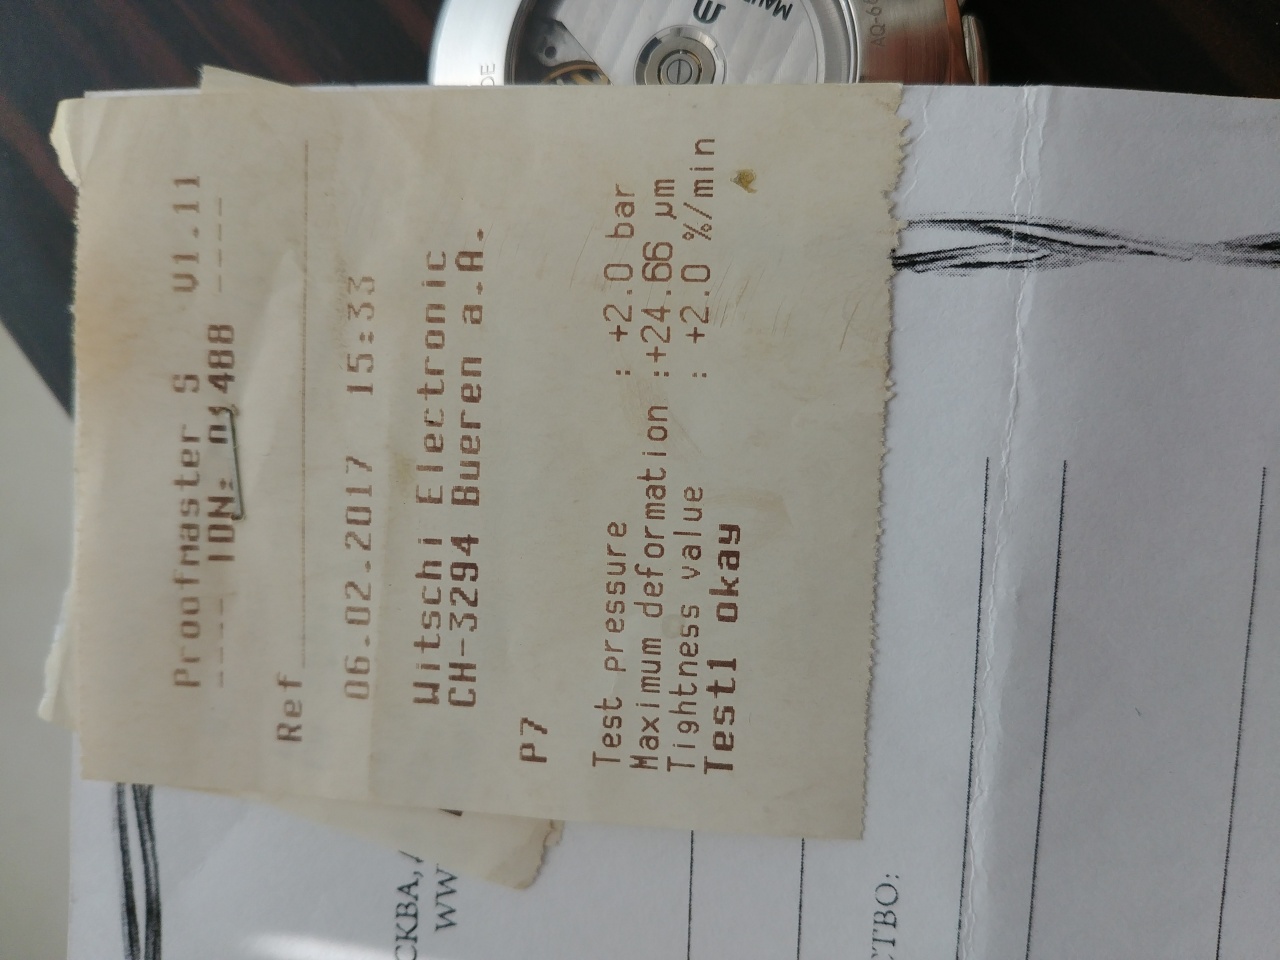 Proofmaster S V1.11
---- IDN: 01488 ----
Ref
06.02.2017 15:33
Witschi Electronic
CH-3294 Bueren a.A.
P7
Test pressure : +2.0 bar
Maximum deformation :+24.66 µm
Tightness value : +2.0 %/min
Test1 okay